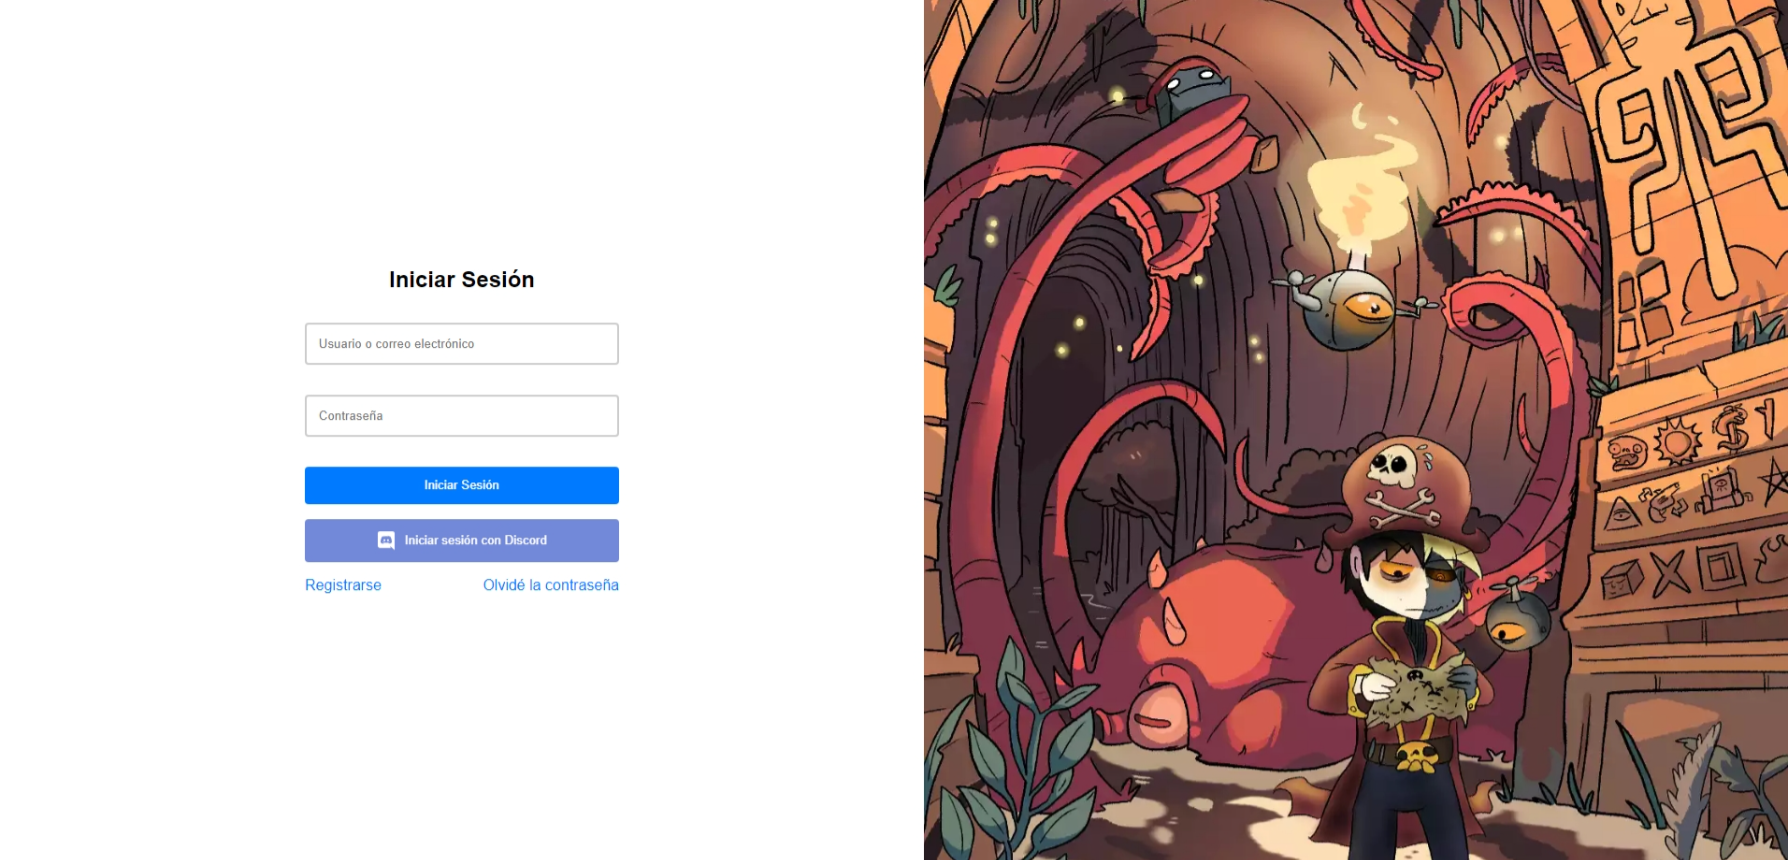 Iniciar Sesión
Usuario o correo electrónico
Contraseña
Iniciar Sesión
Iniciar sesión con Discord
Registrarse
Olvidé la contraseña